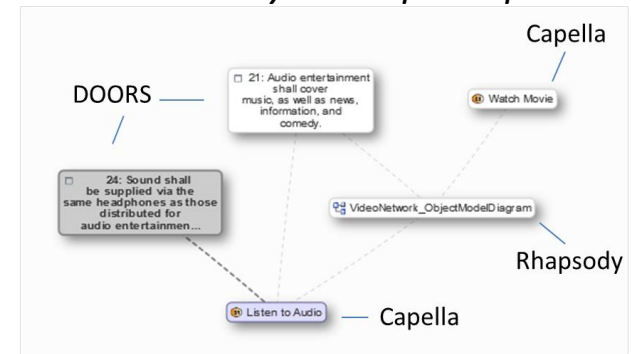 Capella
DOORS
21: Audio entertainment
shall cover
music, as well as news,
information, and
comedy.
Watch Movie
24: Sound shall
be supplied via the
same headphones as those
distributed for
audio entertainmen...
VideoNetwork_ObjectModelDiagram
Rhapsody
Listen to Audio
Capella